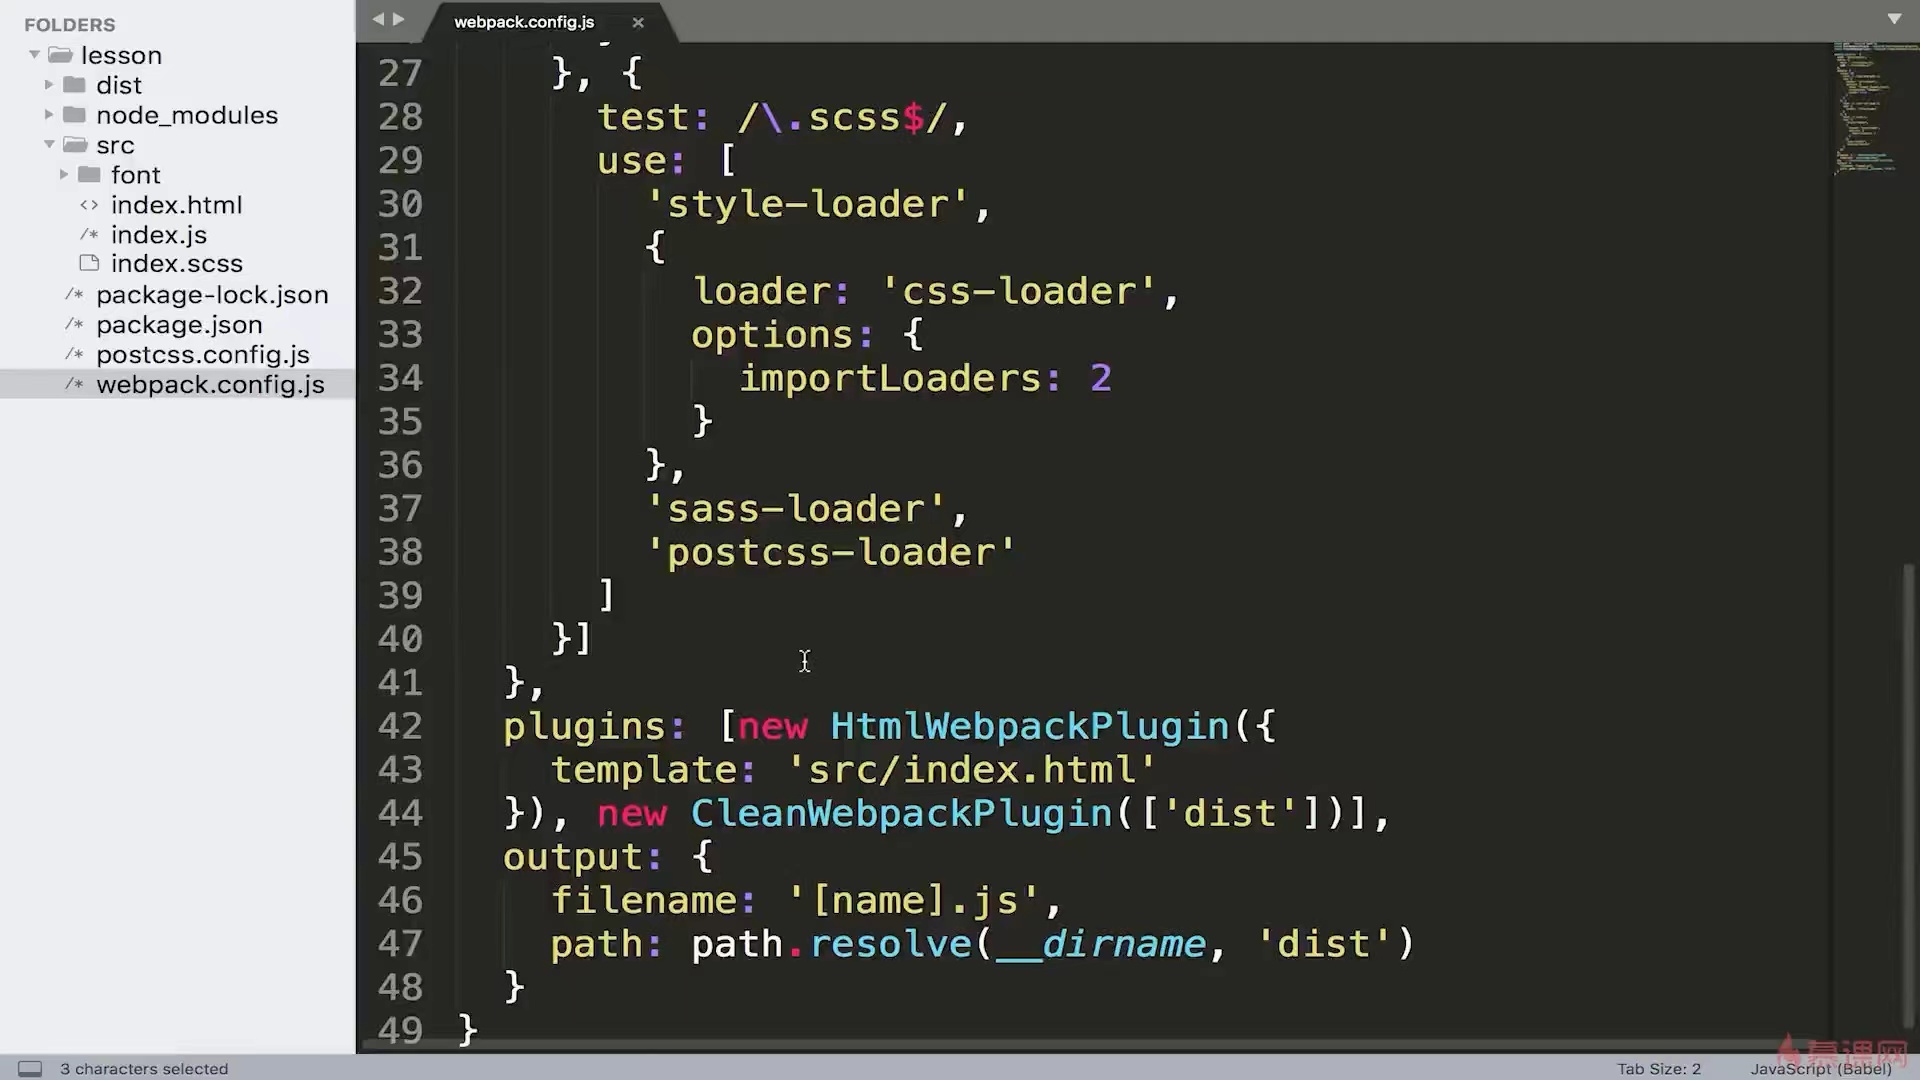 FOLDERS
lesson
dist
node_modules
src
font
<> index.html
/* index.js
index.scss
/* package-lock.json
/* package.json
/* postcss.config.js
/* webpack.config.js
webpack.config.js ×
27 }, {
28 test: /\.scss$/,
29 use: [
30 'style-loader',
31 {
32 loader: 'css-loader',
33 options: {
34 importLoaders: 2
35 }
36 },
37 'sass-loader',
38 'postcss-loader'
39 ]
40 }]
41 },
42 plugins: [new HtmlWebpackPlugin({
43 template: 'src/index.html'
44 }), new CleanWebpackPlugin(['dist'])],
45 output: {
46 filename: '[name].js',
47 path: path.resolve(__dirname, 'dist')
48 }
49 }
3 characters selected
Tab Size: 2
JavaScript (Babel)
慕课网